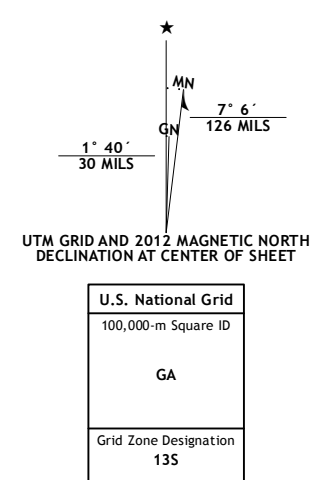 ★
MN
7° 6´
126 MILS
GN
1° 40´
30 MILS
UTM GRID AND 2012 MAGNETIC NORTH
DECLINATION AT CENTER OF SHEET
U.S. National Grid
100,000-m Square ID
GA
Grid Zone Designation
13S